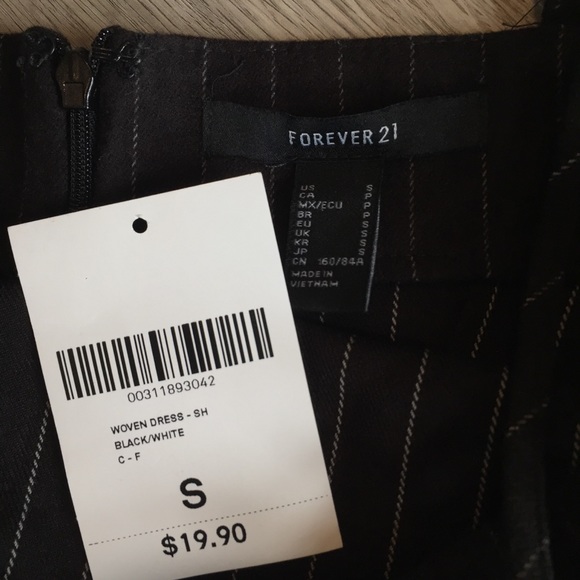 FOREVER 21
US S
CA P
MX/ECU P
BR P
EU S
UK S
KR S
JP S
CN 160/84A
MADE IN
VIETNAM
00311893042
WOVEN DRESS - SH
BLACK/WHITE
C - F
S
$19.90